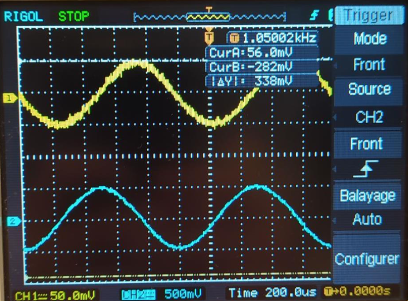 RIGOL STOP
T
Trigger
T
T 1.05002kHz
CurA: 56.0mV
CurB: -282mV
|ΔY|: 338mV
Mode
Front
Source
CH2
Front
Balayage
Auto
Configurer
1
2
CH1 50.0mV CH2 500mV Time 200.0us T→0.0000s